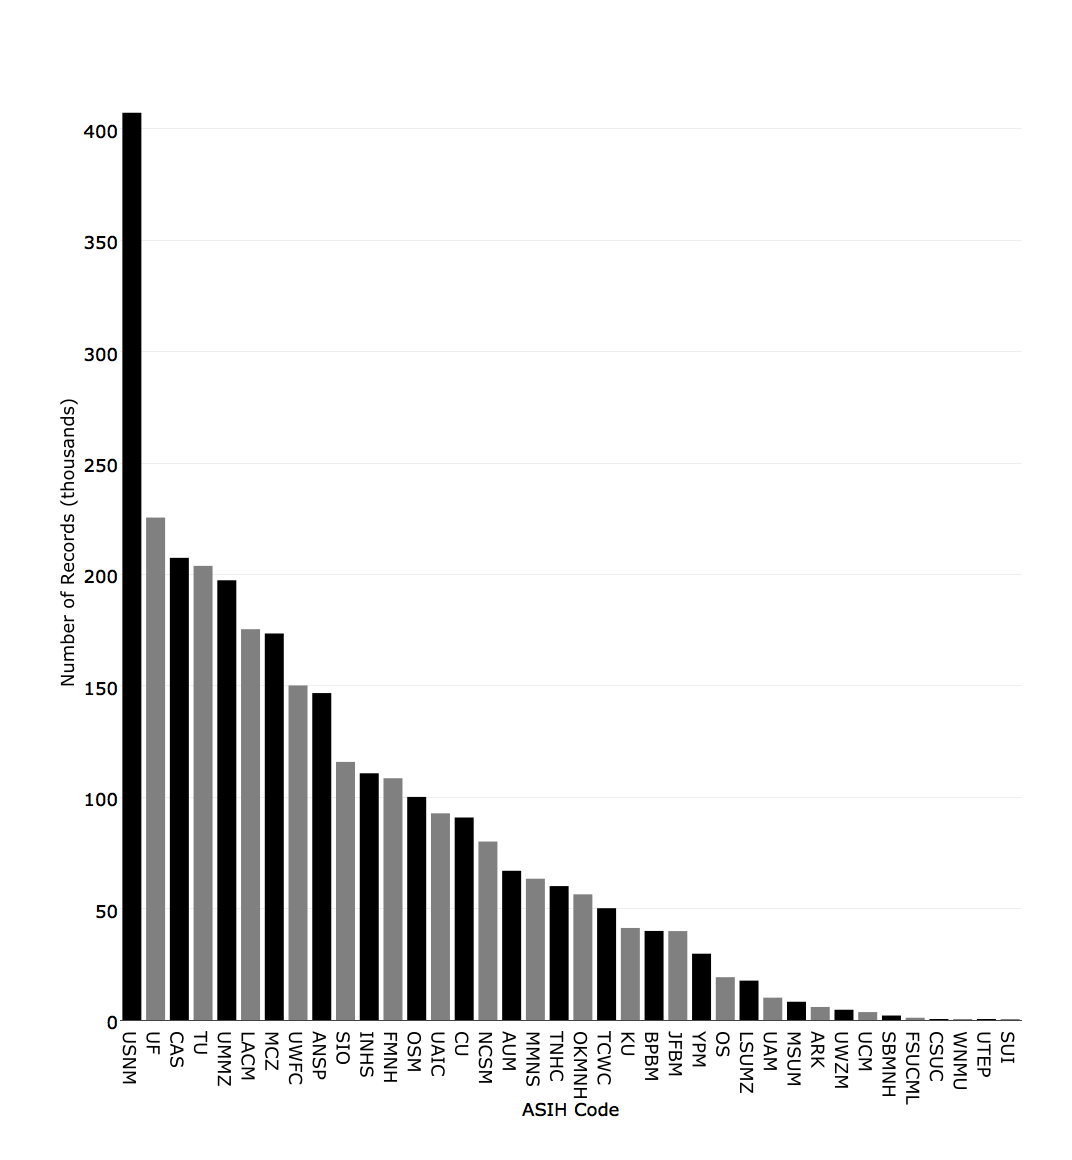 400
350
300
250
200
150
100
50
0
Number of Records (thousands)
USNM
UF
CAS
TU
UMMZ
LACM
MCZ
UWFC
ANSP
SIO
INHS
FMNH
OSM
UAIC
CU
NCSM
AUM
MMNS
TNHC
OKMNH
TCWC
KU
BPBM
JFBM
YPM
OS
LSUMZ
UAM
MSUM
ARK
UWZM
UCM
SBMNH
FSUCML
CSUC
WNMU
UTEP
SUI
ASIH Code